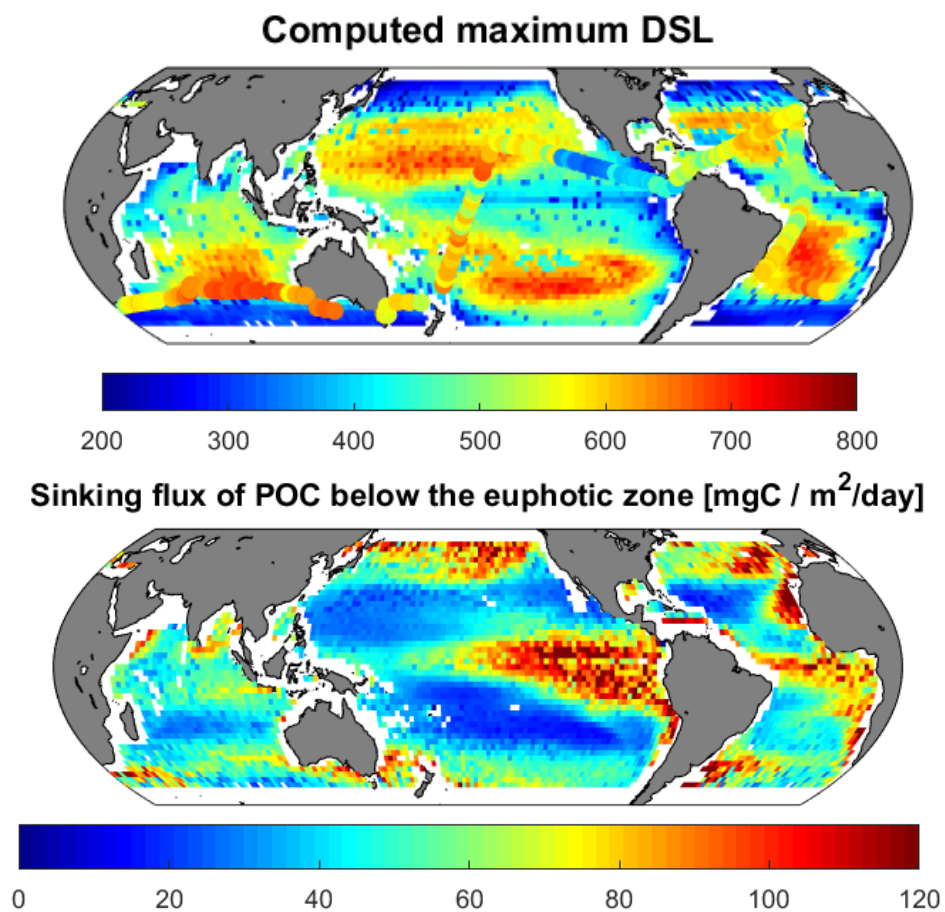 Computed maximum DSL
200 300 400 500 600 700 800
Sinking flux of POC below the euphotic zone [mgC / m²/day]
0 20 40 60 80 100 120